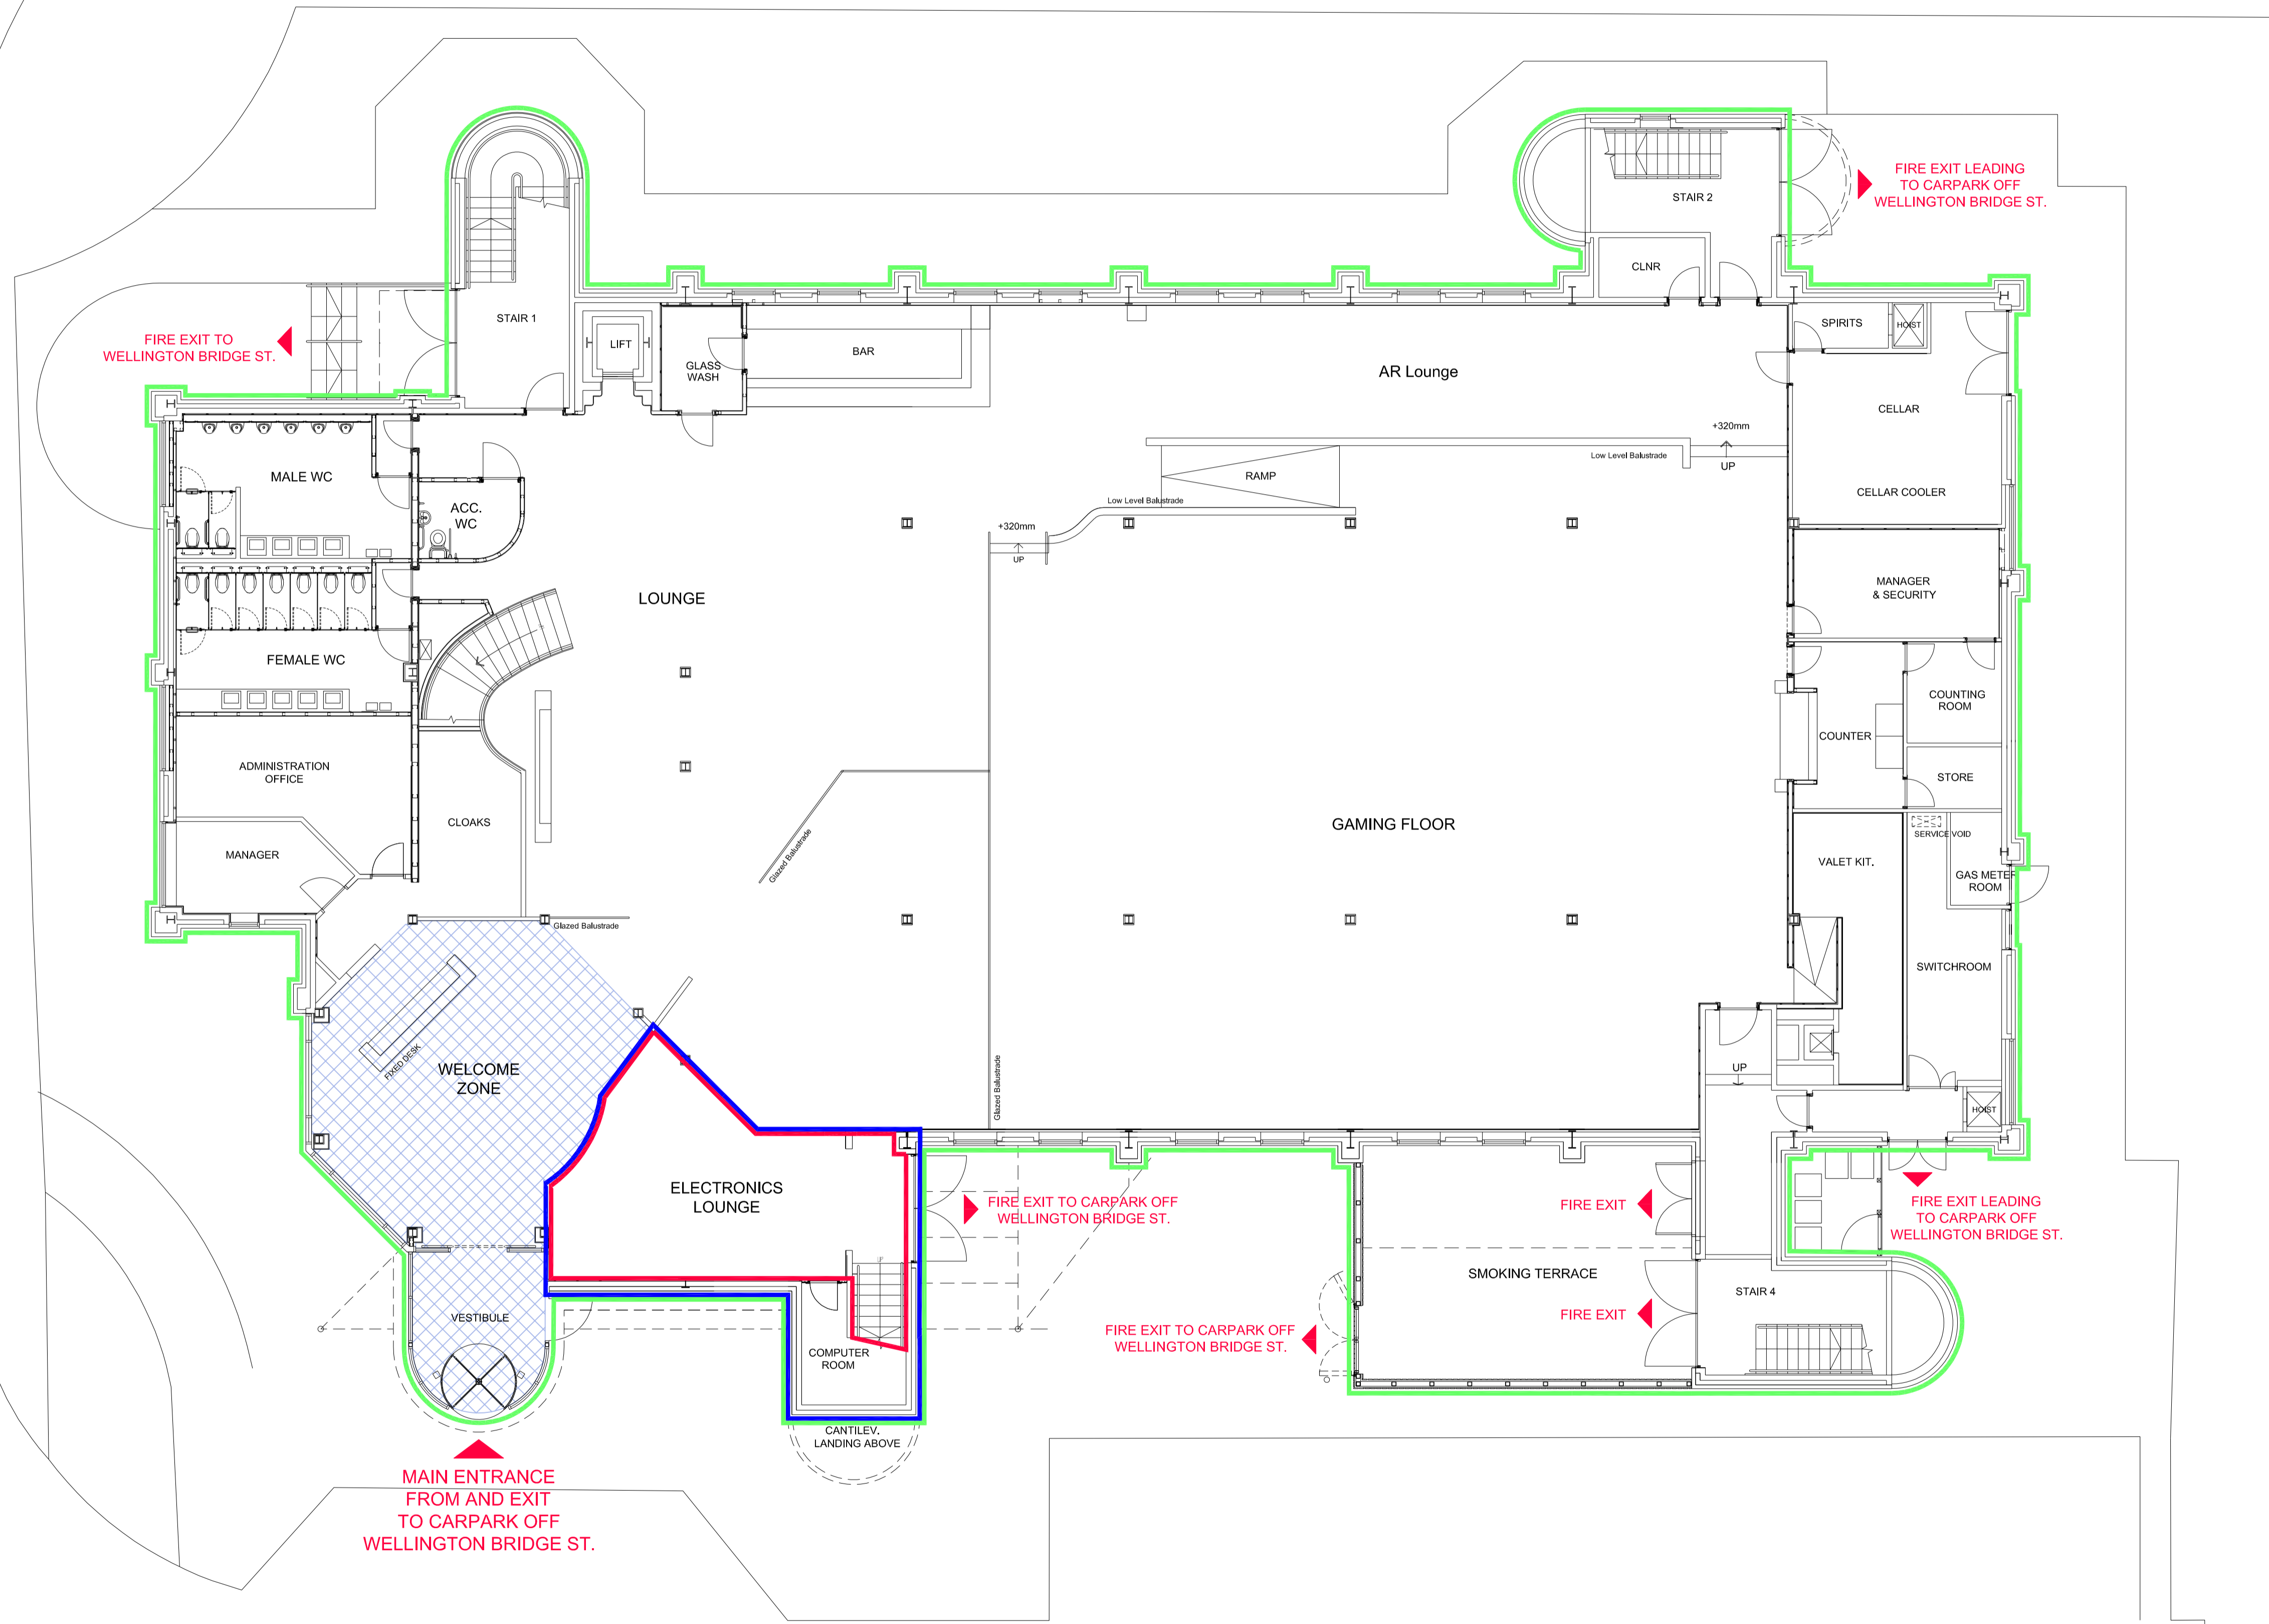 FIRE EXIT LEADING
TO CARPARK OFF
WELLINGTON BRIDGE ST.
STAIR 2
CLNR
STAIR 1
FIRE EXIT TO
WELLINGTON BRIDGE ST.
LIFT
GLASS
WASH
BAR
AR Lounge
SPIRITS
HOIST
CELLAR
CELLAR COOLER
+320mm
UP
Low Level Balustrade
RAMP
Low Level Balustrade
+320mm
UP
MALE WC
ACC.
WC
LOUNGE
FEMALE WC
MANAGER
& SECURITY
COUNTING
ROOM
COUNTER
STORE
ADMINISTRATION
OFFICE
CLOAKS
MANAGER
Glazed Balustrade
GAMING FLOOR
SERVICE VOID
VALET KIT.
GAS METER
ROOM
SWITCHROOM
Glazed Balustrade
FIXED DESK
WELCOME
ZONE
Glazed Balustrade
UP
HOIST
ELECTRONICS
LOUNGE
FIRE EXIT TO CARPARK OFF
WELLINGTON BRIDGE ST.
FIRE EXIT
FIRE EXIT LEADING
TO CARPARK OFF
WELLINGTON BRIDGE ST.
SMOKING TERRACE
STAIR 4
FIRE EXIT
UP
VESTIBULE
FIRE EXIT TO CARPARK OFF
WELLINGTON BRIDGE ST.
COMPUTER
ROOM
CANTILEV.
LANDING ABOVE
MAIN ENTRANCE
FROM AND EXIT
TO CARPARK OFF
WELLINGTON BRIDGE ST.